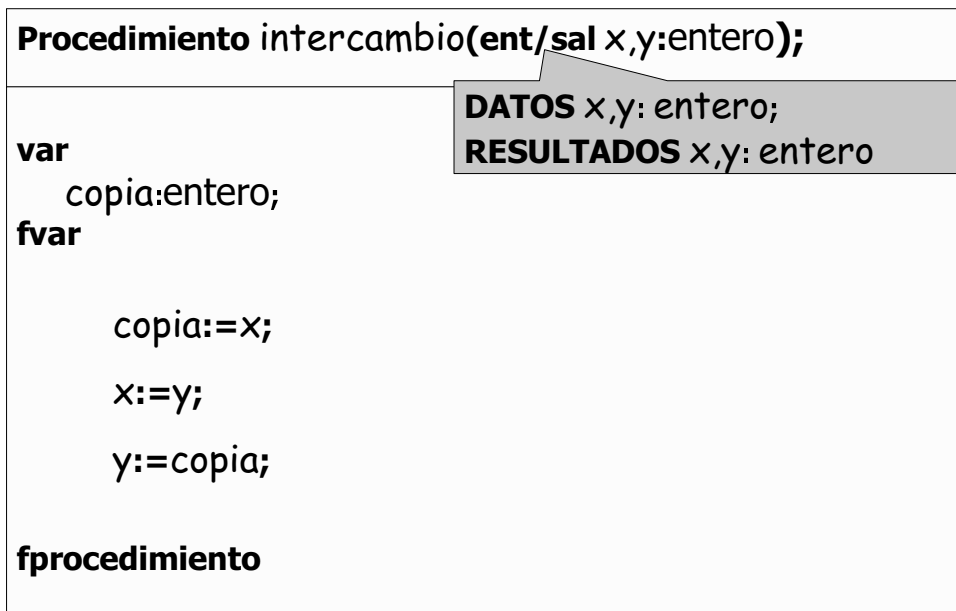 Procedimiento intercambio(ent/sal x,y:entero);
DATOS x,y: entero;
RESULTADOS x,y: entero
var
copia:entero;
fvar
copia:=x;
x:=y;
y:=copia;
fprocedimiento